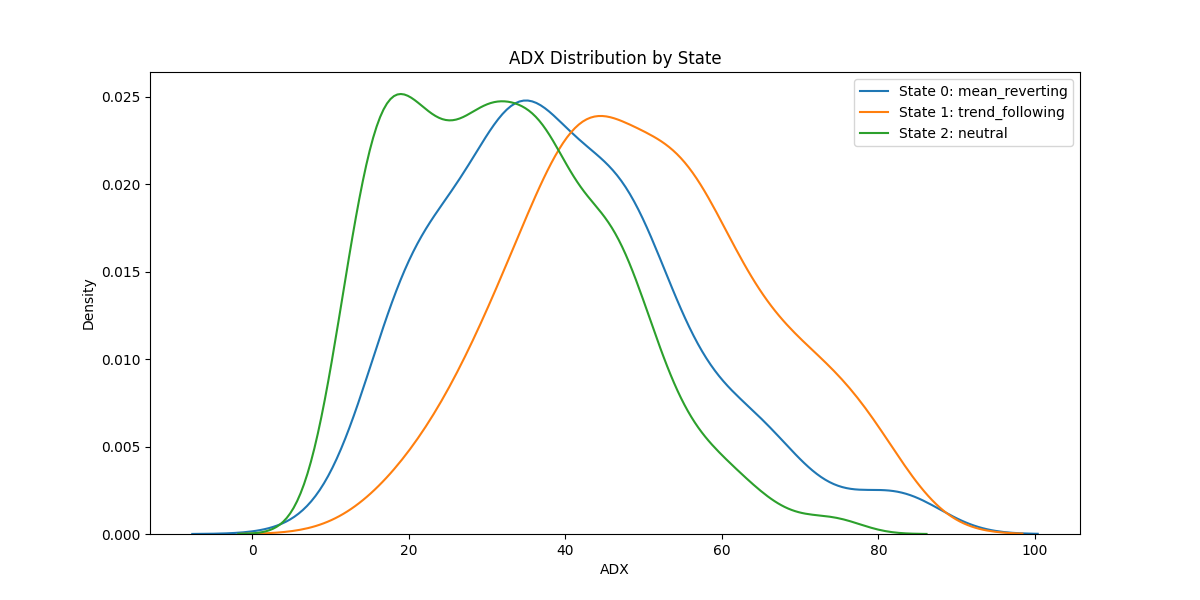 ADX Distribution by State
State 0: mean_reverting
State 1: trend_following
State 2: neutral
Density
0.025
0.020
0.015
0.010
0.005
0.000
0 20 40 60 80 100
ADX